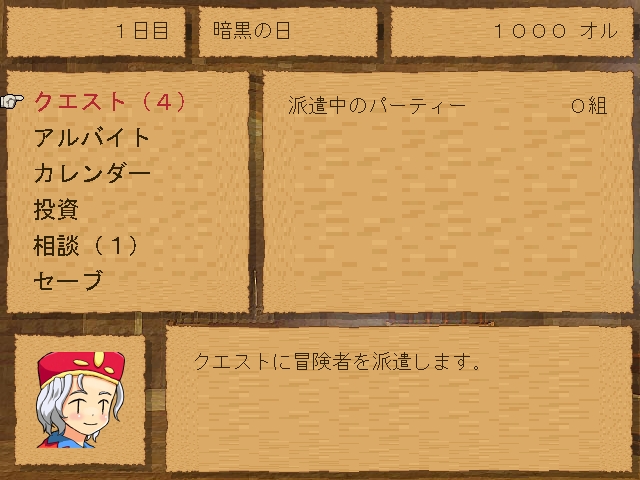 １日目
暗黒の日
１０００ オル
クエスト（４）
アルバイト
カレンダー
投資
相談（１）
セーブ
派遣中のパーティー ０組
クエストに冒険者を派遣します。